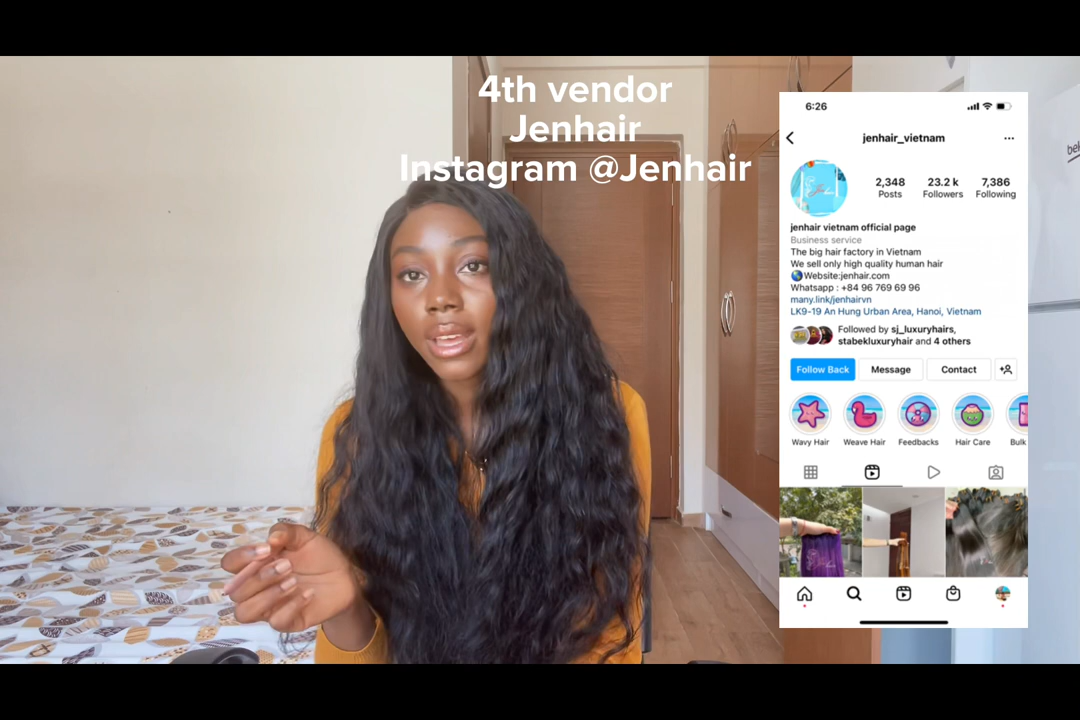 4th vendor
Jenhair
Instagram @Jenhair
6:26
jenhair_vietnam
2,348
Posts
23.2 k
Followers
7,386
Following
jenhair vietnam official page
Business service
The big hair factory in Vietnam
We sell only high quality human hair
Website:jenhair.com
Whatsapp : +84 96 769 69 96
many.link/jenhairvn
LK9-19 An Hung Urban Area, Hanoi, Vietnam
Followed by sj_luxuryhairs,
stabekluxuryhair and 4 others
Follow Back
Message
Contact
Wavy Hair
Weave Hair
Feedbacks
Hair Care
Bulk